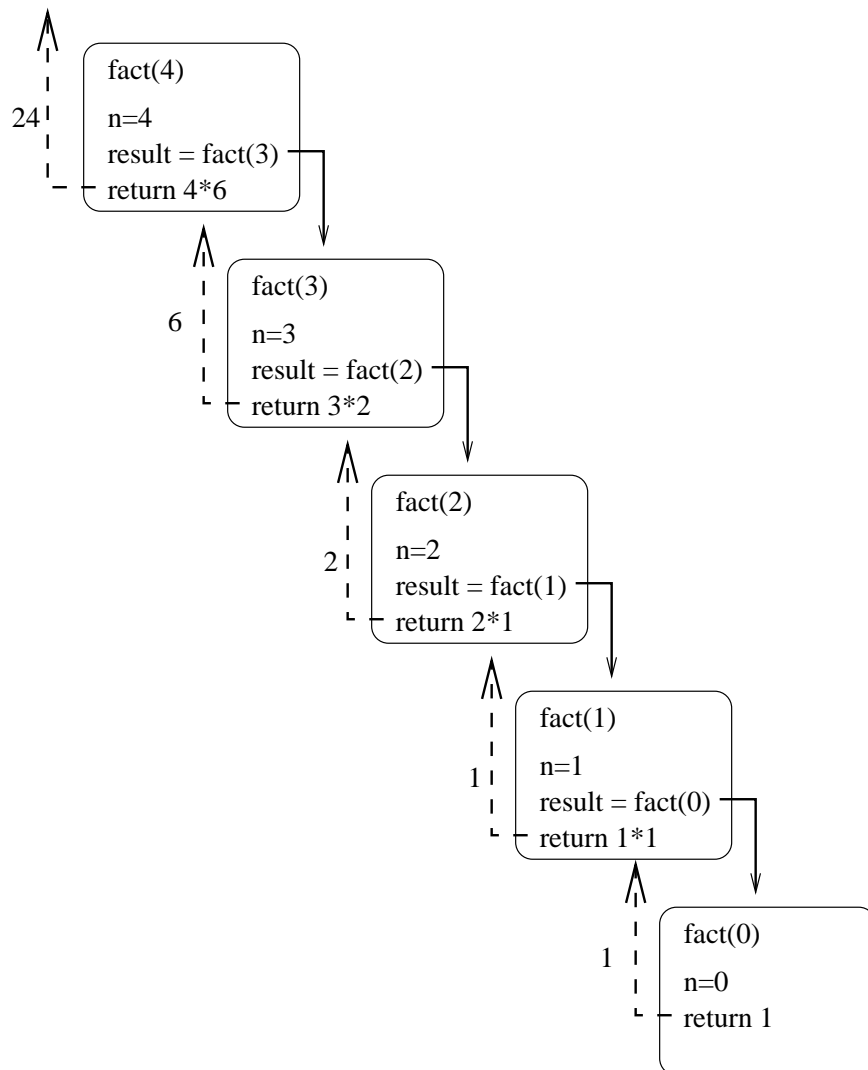 fact(4)
24
n=4
result = fact(3)
return 4*6
fact(3)
6
n=3
result = fact(2)
return 3*2
fact(2)
2
n=2
result = fact(1)
return 2*1
fact(1)
1
n=1
result = fact(0)
return 1*1
fact(0)
1
n=0
return 1